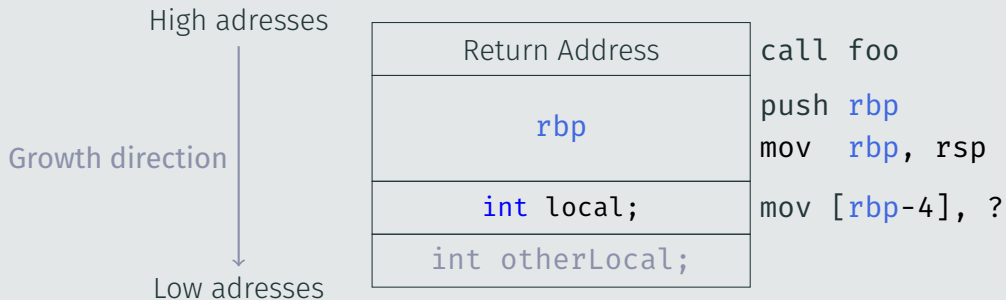 High adresses
Return Address
call foo
push rbp
rbp
mov rbp, rsp
Growth direction
int local;
mov [rbp-4], ?
int otherLocal;
Low adresses